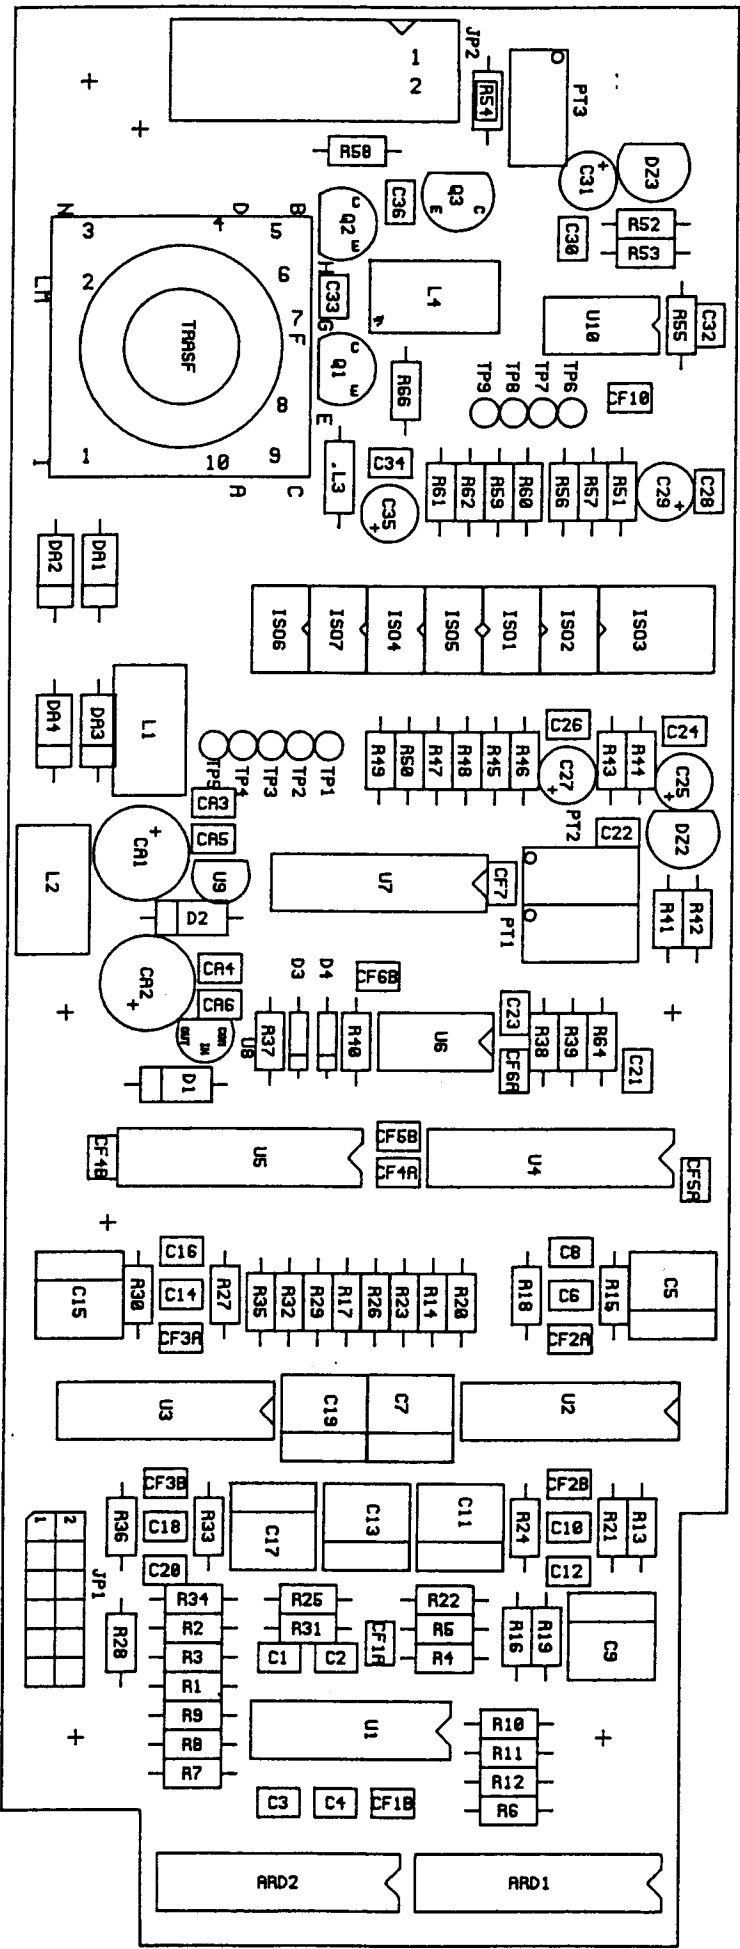 1
2
JP2
R54
PT3
R58
C31
+
DZ3
C36
Q3
C
E
Q2
C
E
C30
R52
R53
N
D
B
3
4
5
2
6
LM
H
C33
7
F
G
TRASF
L4
U10
R55
C32
Q1
C
E
R66
TP9
TP8
TP7
TP6
CF10
8
E
I
1
10
9
A
C
.L3
C34
C35
+
R61
R62
R59
R60
R56
R57
R51
C29
+
C28
DA2
DA1
ISO6
ISO7
ISO4
ISO5
ISO1
ISO2
ISO3
DA4
DA3
L1
TP5
TP4
TP3
TP2
TP1
R49
R50
R47
R48
R45
R46
C26
C27
+
R43
R44
C24
C25
+
CA3
CA5
CA1
+
PT2
C22
DZ2
L2
U9
U7
CF7
D2
PT1
R41
R42
CA2
+
CA4
CA6
D3
D4
CF6B
OUT
IN
COM
U8
R37
R40
U6
C23
CF6A
R38
R39
R64
C21
D1
CF4B
U5
CF5B
CF4A
U4
CF5A
C15
R30
C16
C14
CF3A
R27
R35
R32
R29
R17
R26
R23
R14
R20
R18
C8
C6
CF2A
R15
C5
U3
C19
C7
U2
1
2
JP1
R36
CF3B
C18
C20
R33
C17
C13
C11
R24
CF2B
C10
C12
R21
R13
R28
R34
R2
R3
R1
R9
R8
R7
R25
R31
C1
C2
CF1A
R22
R5
R4
R16
R19
C9
U1
R10
R11
R12
R6
C3
C4
CF1B
ARD2
ARD1